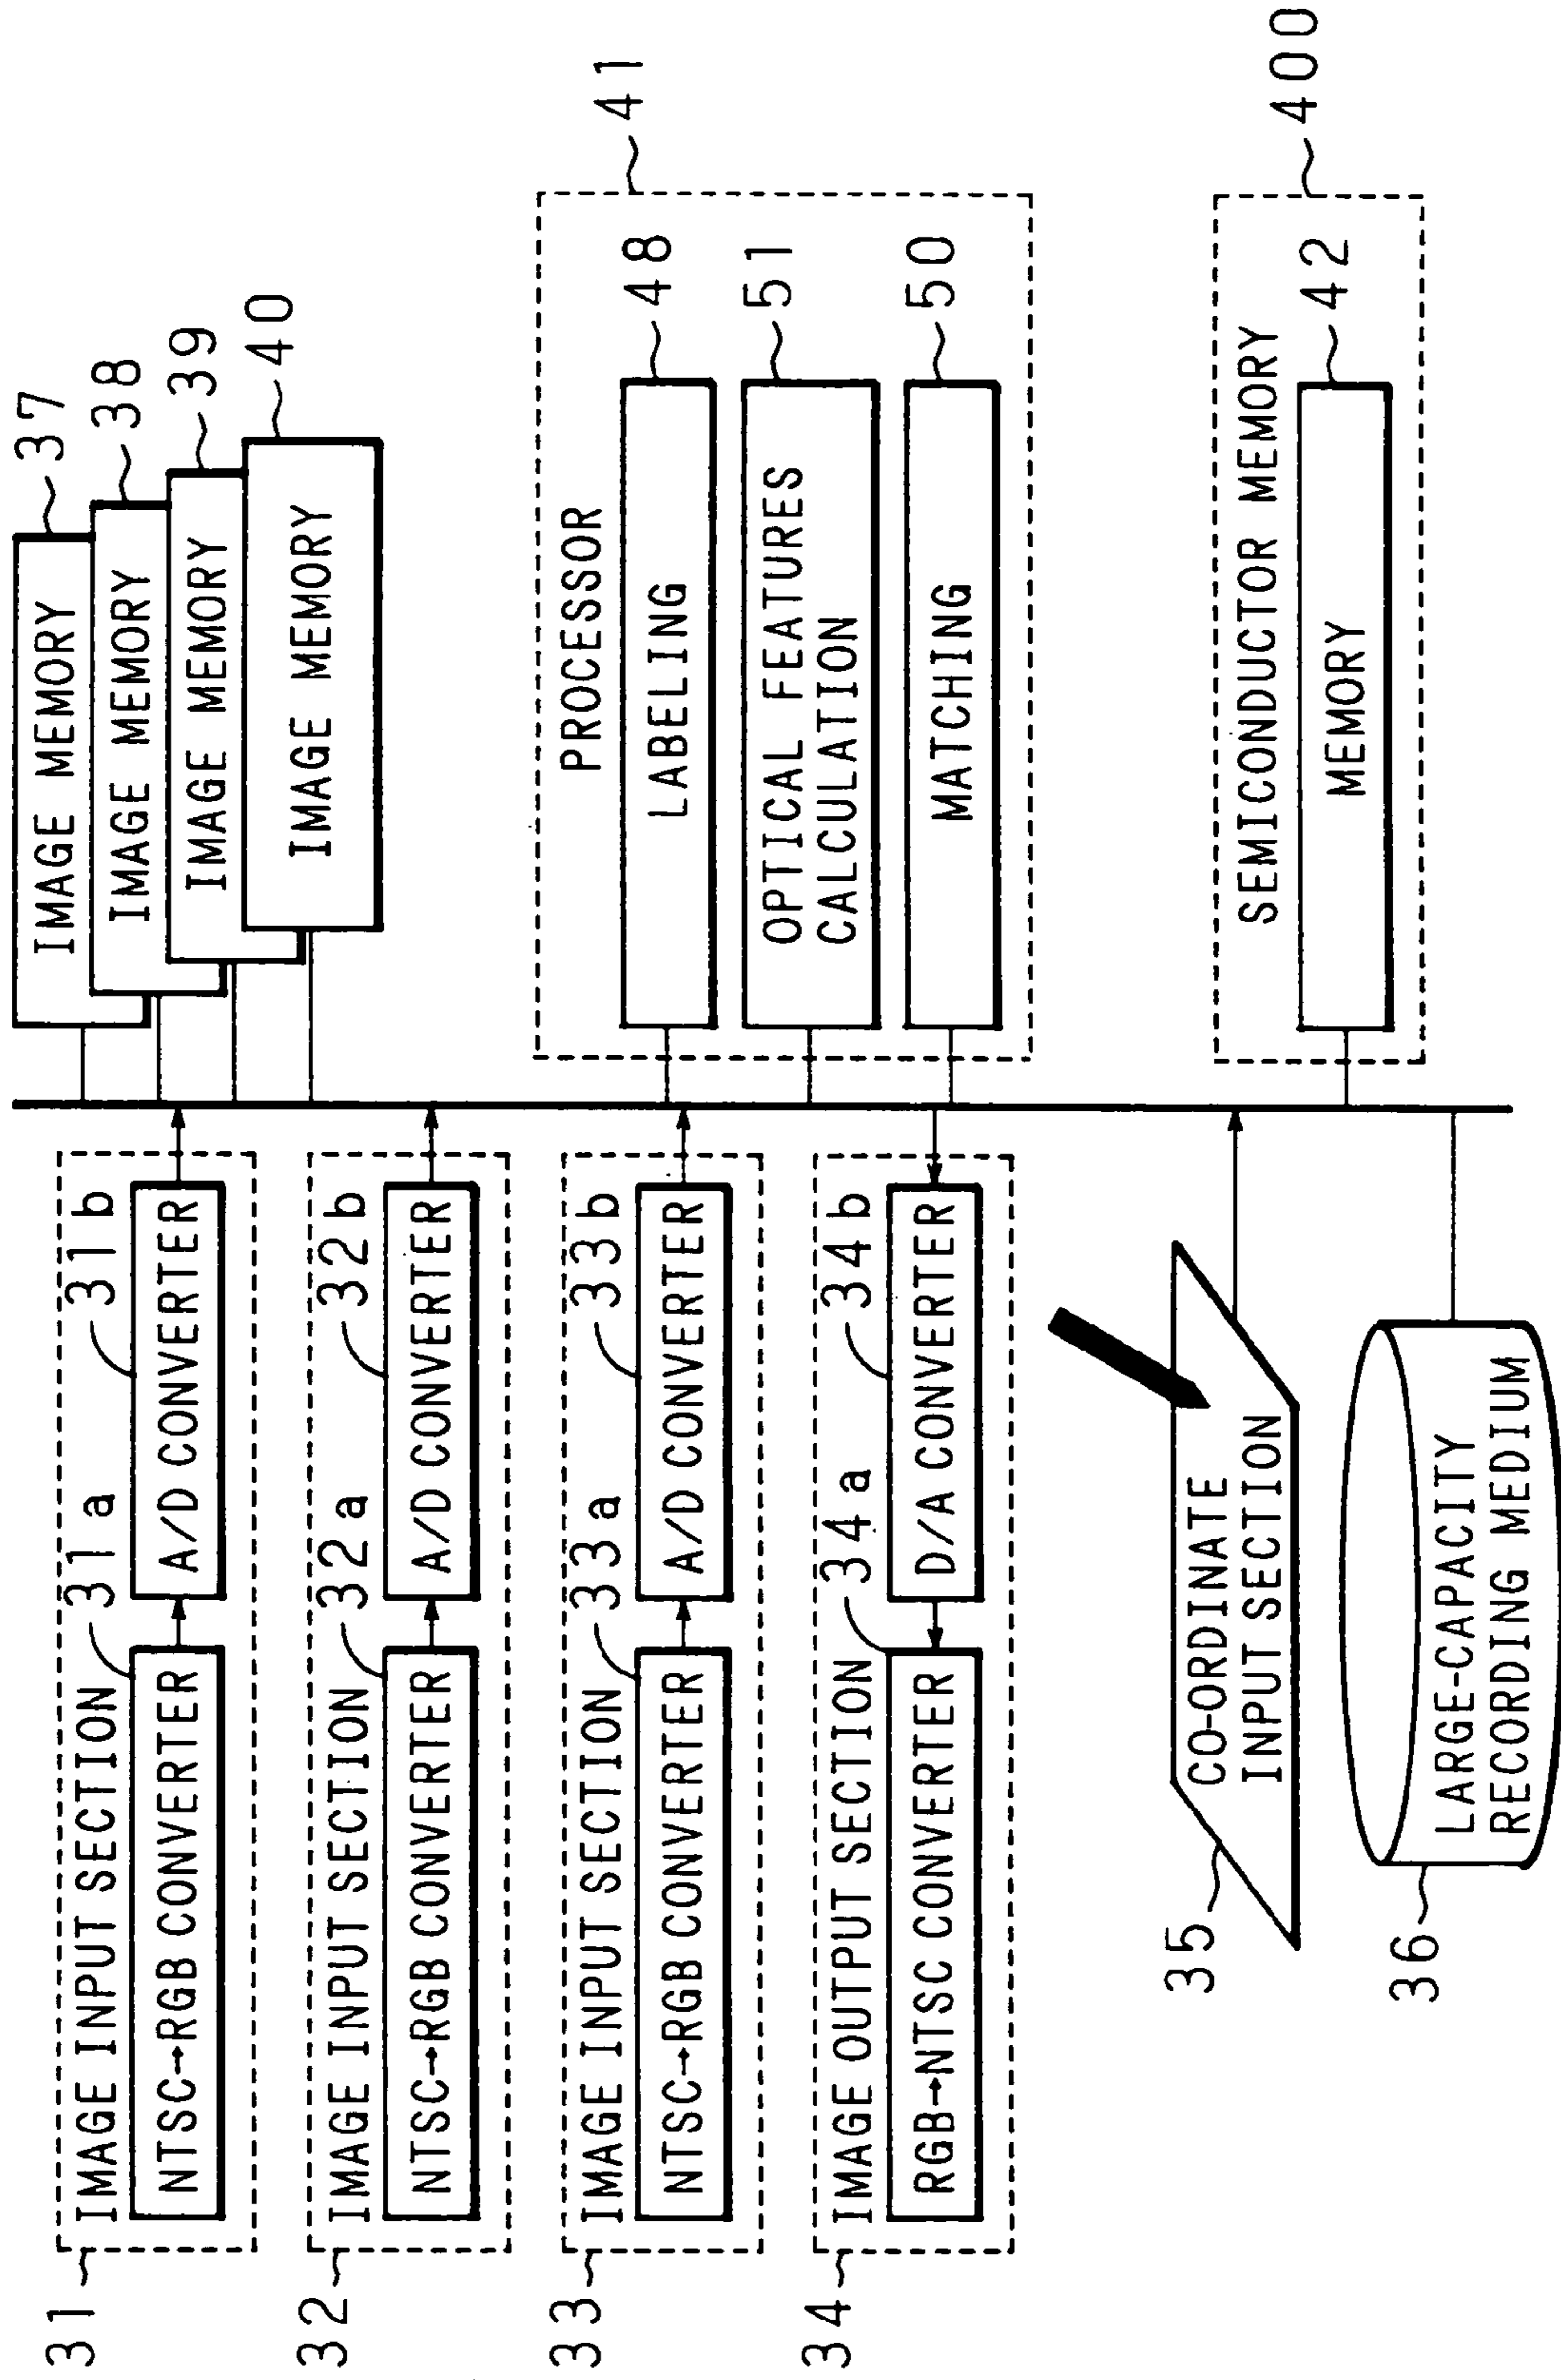 31
IMAGE INPUT SECTION
31a
31b
NTSC→RGB CONVERTER
A/D CONVERTER
32
IMAGE INPUT SECTION
32a
32b
NTSC→RGB CONVERTER
A/D CONVERTER
33
IMAGE INPUT SECTION
33a
33b
NTSC→RGB CONVERTER
A/D CONVERTER
34
IMAGE OUTPUT SECTION
34a
34b
RGB→NTSC CONVERTER
D/A CONVERTER
35
CO-ORDINATE
INPUT SECTION
36
LARGE-CAPACITY
RECORDING MEDIUM
IMAGE MEMORY
37
IMAGE MEMORY
38
IMAGE MEMORY
39
IMAGE MEMORY
40
41
PROCESSOR
LABELING
48
OPTICAL FEATURES
CALCULATION
51
MATCHING
50
400
SEMICONDUCTOR MEMORY
MEMORY
42